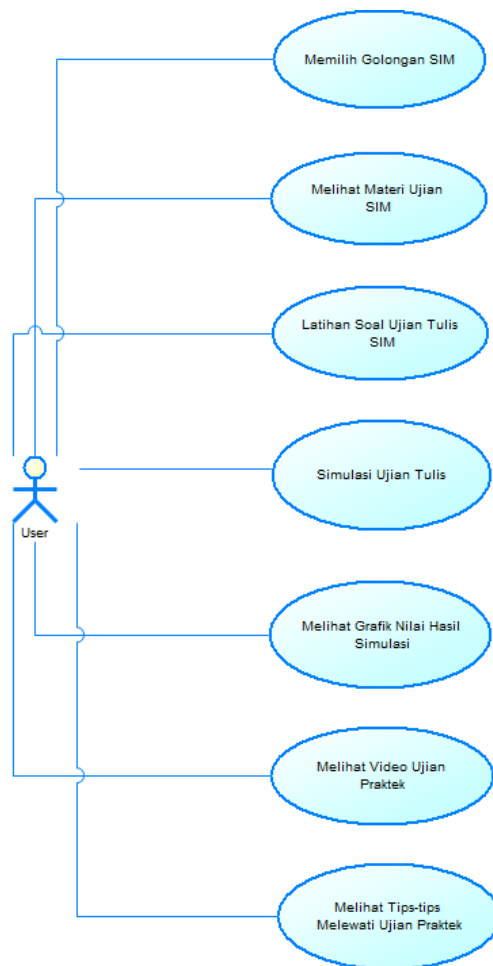 Memilih Golongan SIM
Melihat Materi Ujian
SIM
Latihan Soal Ujian Tulis
SIM
Simulasi Ujian Tulis
User
Melihat Grafik Nilai Hasil
Simulasi
Melihat Video Ujian
Praktek
Melihat Tips-tips
Melewati Ujian Praktek